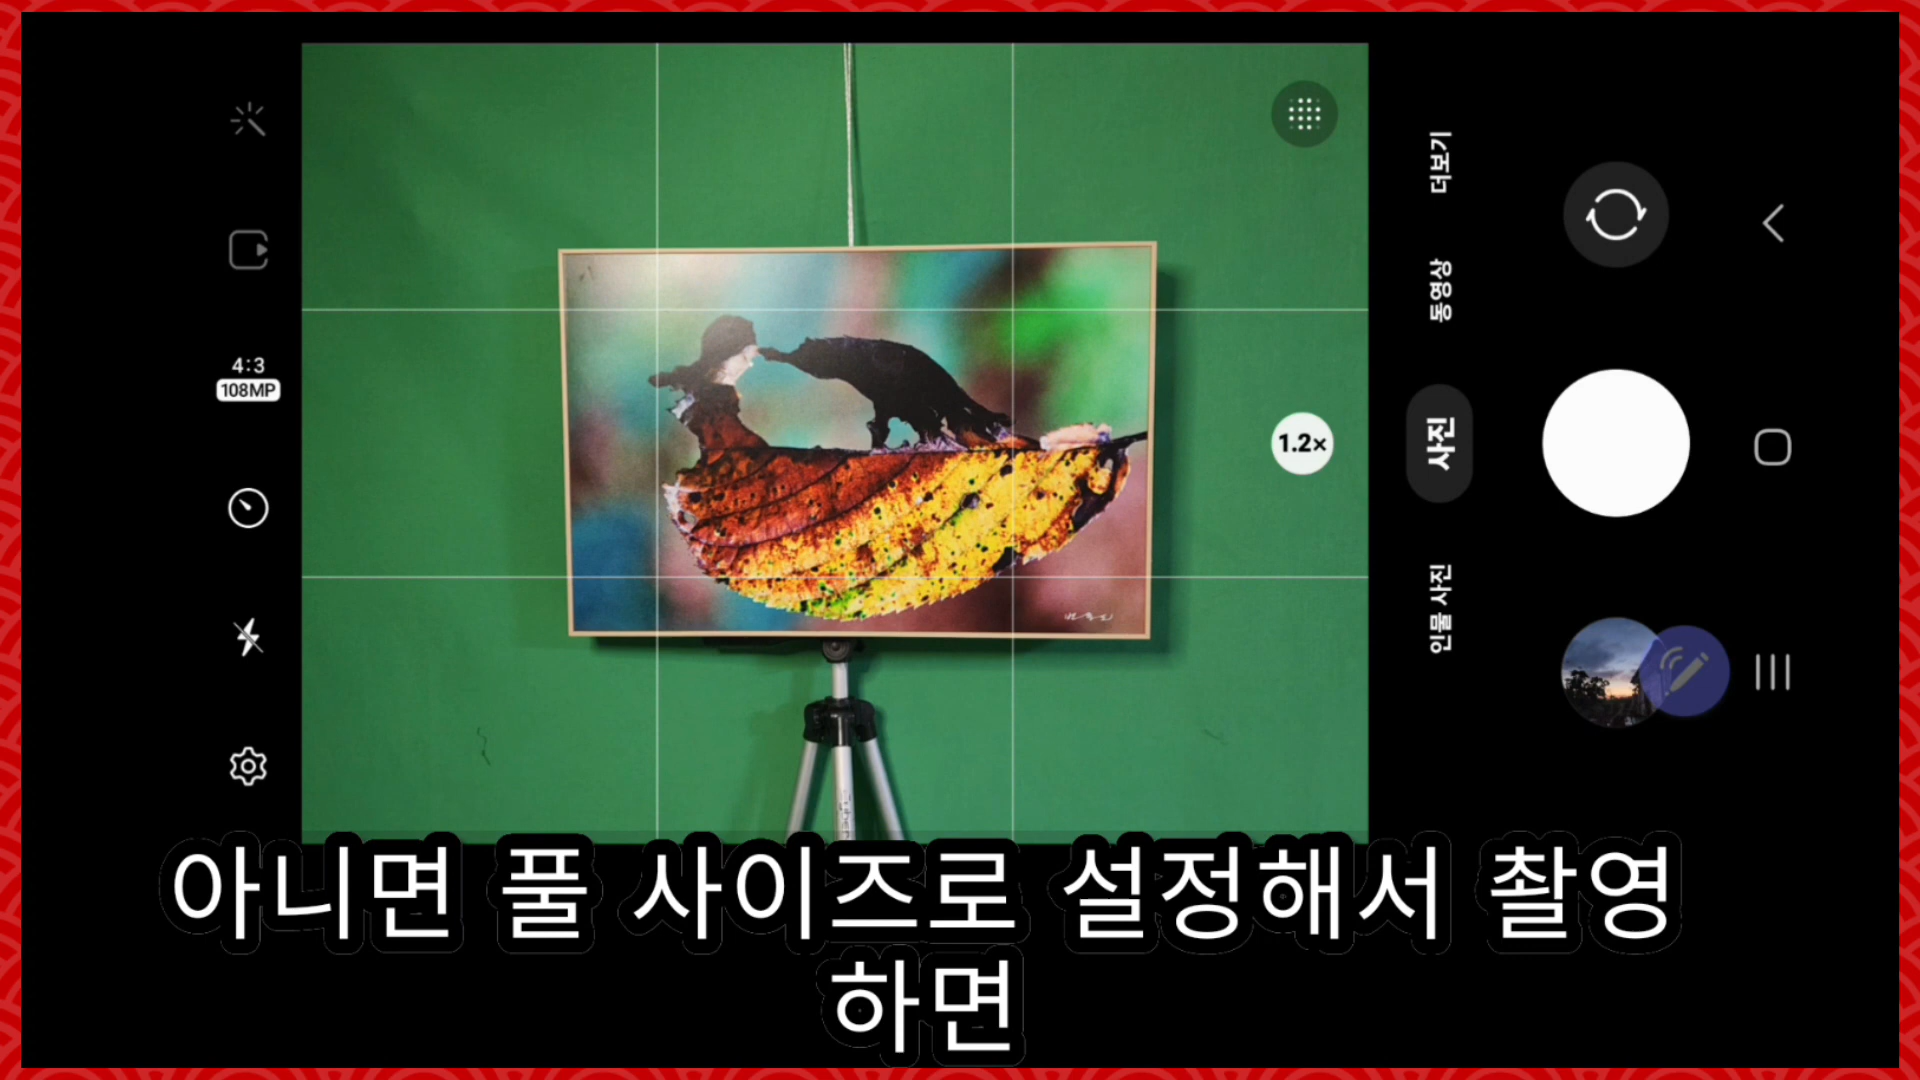 4:3
108MP
1.2×
더보기
동영상
사진
인물 사진
아니면 풀 사이즈로 설정해서 촬영
하면